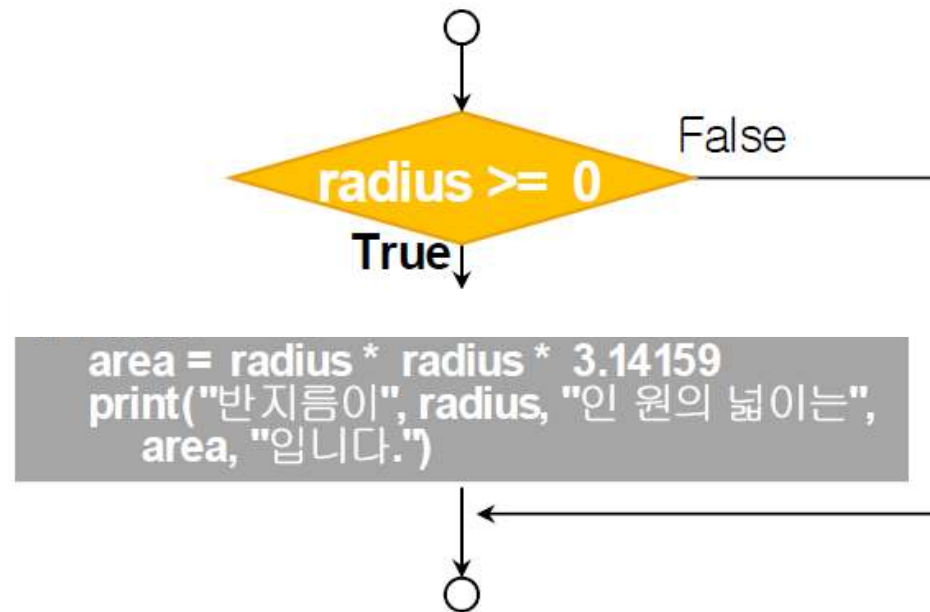 radius >= 0
False
True
area = radius * radius * 3.14159
print("반지름이", radius, "인 원의 넓이는",
area, "입니다.")